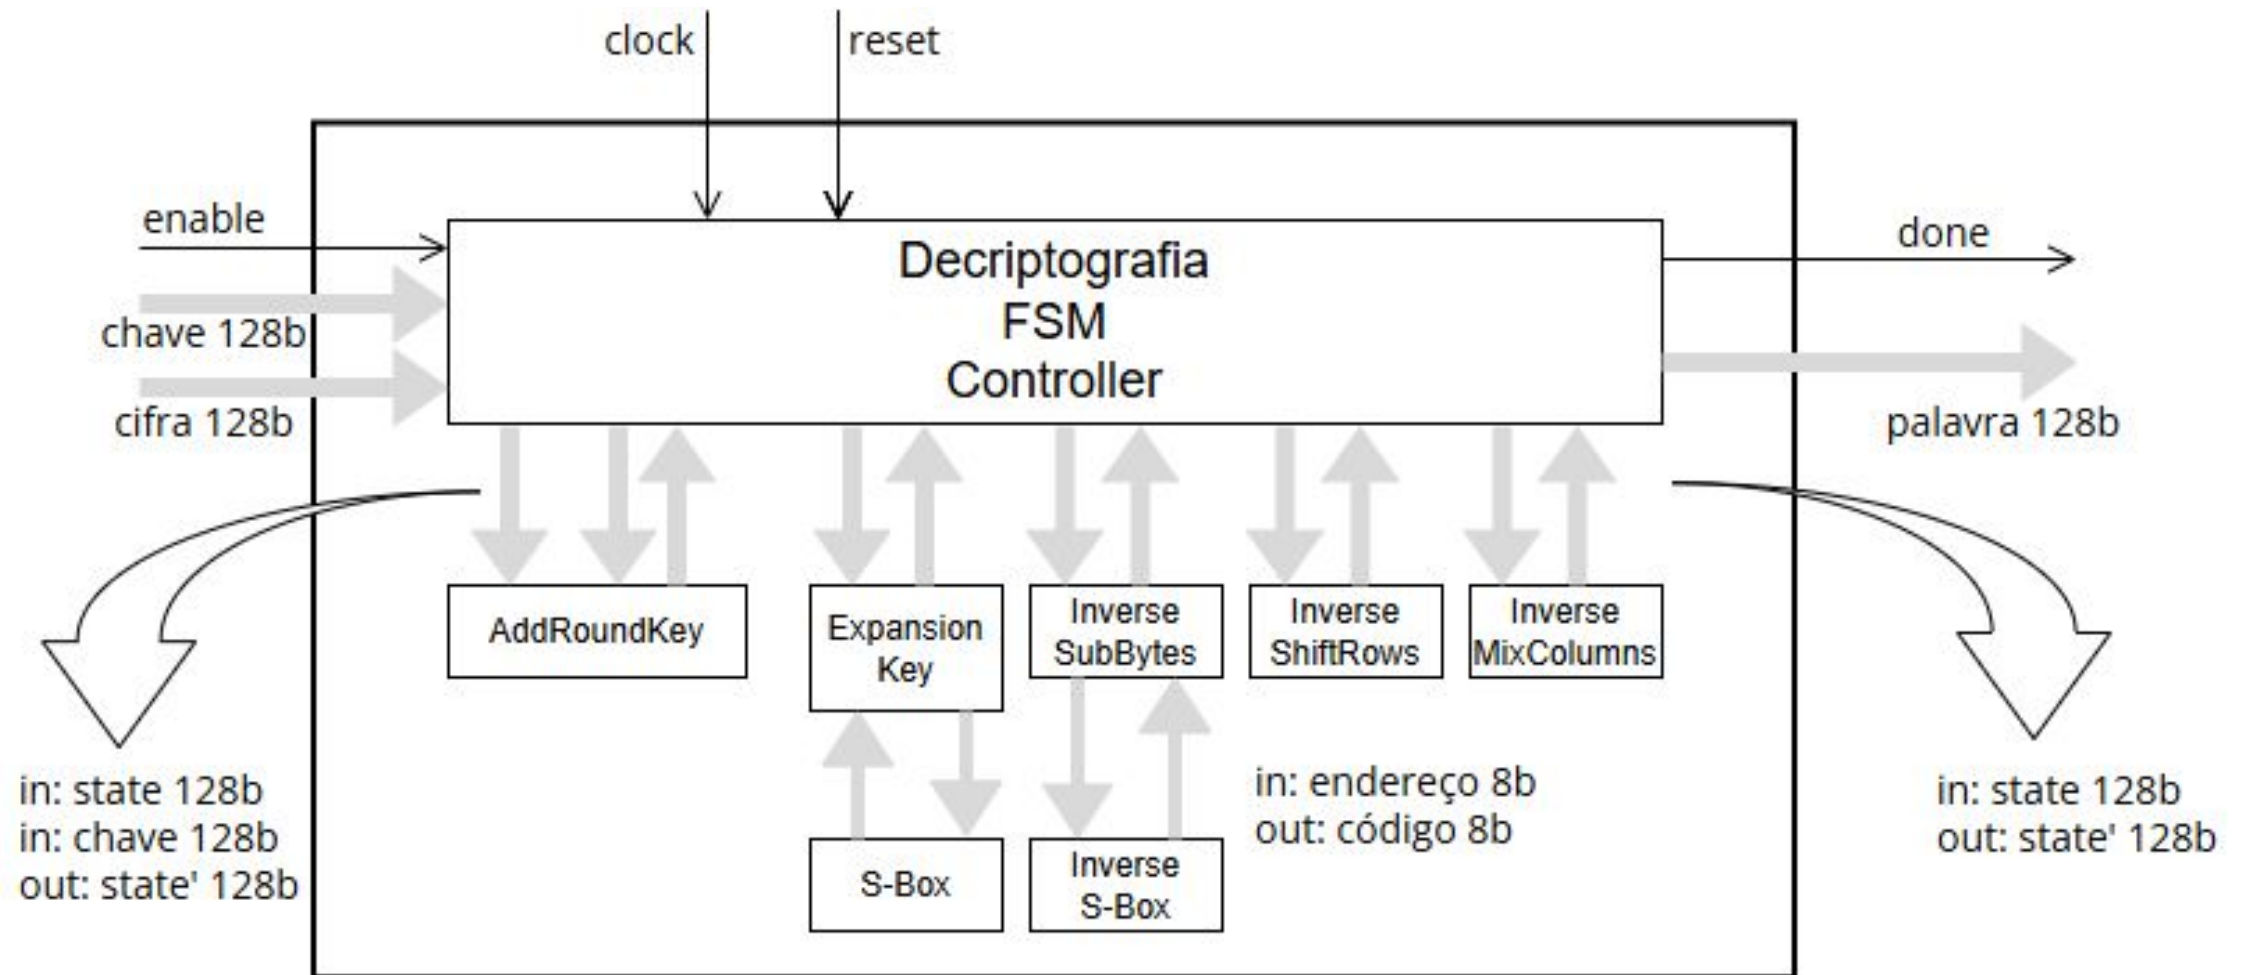 clock
reset
enable
chave 128b
cifra 128b
Decriptografia
FSM
Controller
done
palavra 128b
AddRoundKey
Expansion
Key
Inverse
SubBytes
Inverse
ShiftRows
Inverse
MixColumns
S-Box
Inverse
S-Box
in: endereço 8b
out: código 8b
in: state 128b
in: chave 128b
out: state' 128b
in: state 128b
out: state' 128b